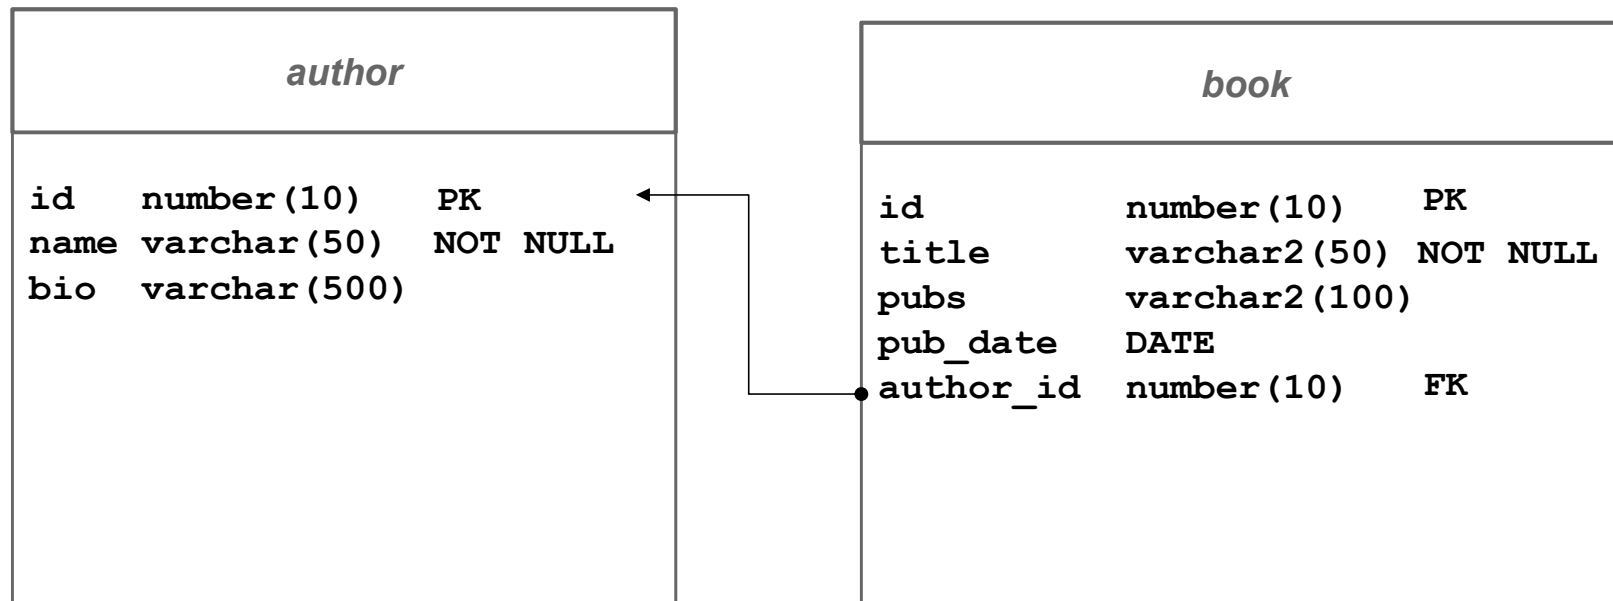 author
id number(10) PK
name varchar(50) NOT NULL
bio varchar(500)
book
id number(10) PK
title varchar2(50) NOT NULL
pubs varchar2(100)
pub_date DATE
author_id number(10) FK